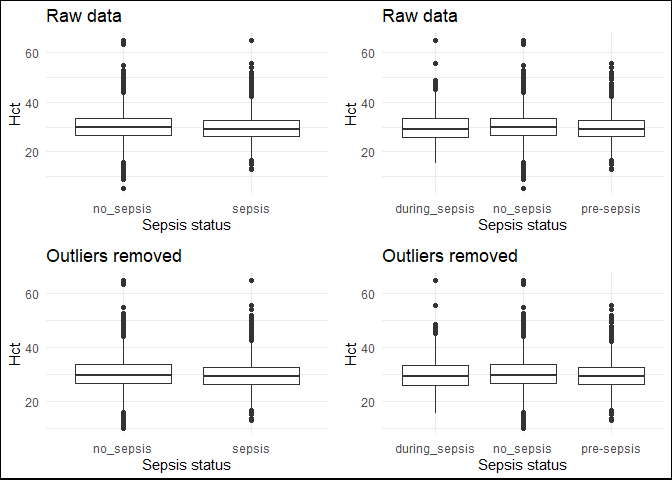 Raw data
Hct
60
40
20
no_sepsis
sepsis
Sepsis status
Raw data
Hct
60
40
20
during_sepsis
no_sepsis
pre-sepsis
Sepsis status
Outliers removed
Hct
60
40
20
no_sepsis
sepsis
Sepsis status
Outliers removed
Hct
60
40
20
during_sepsis
no_sepsis
pre-sepsis
Sepsis status